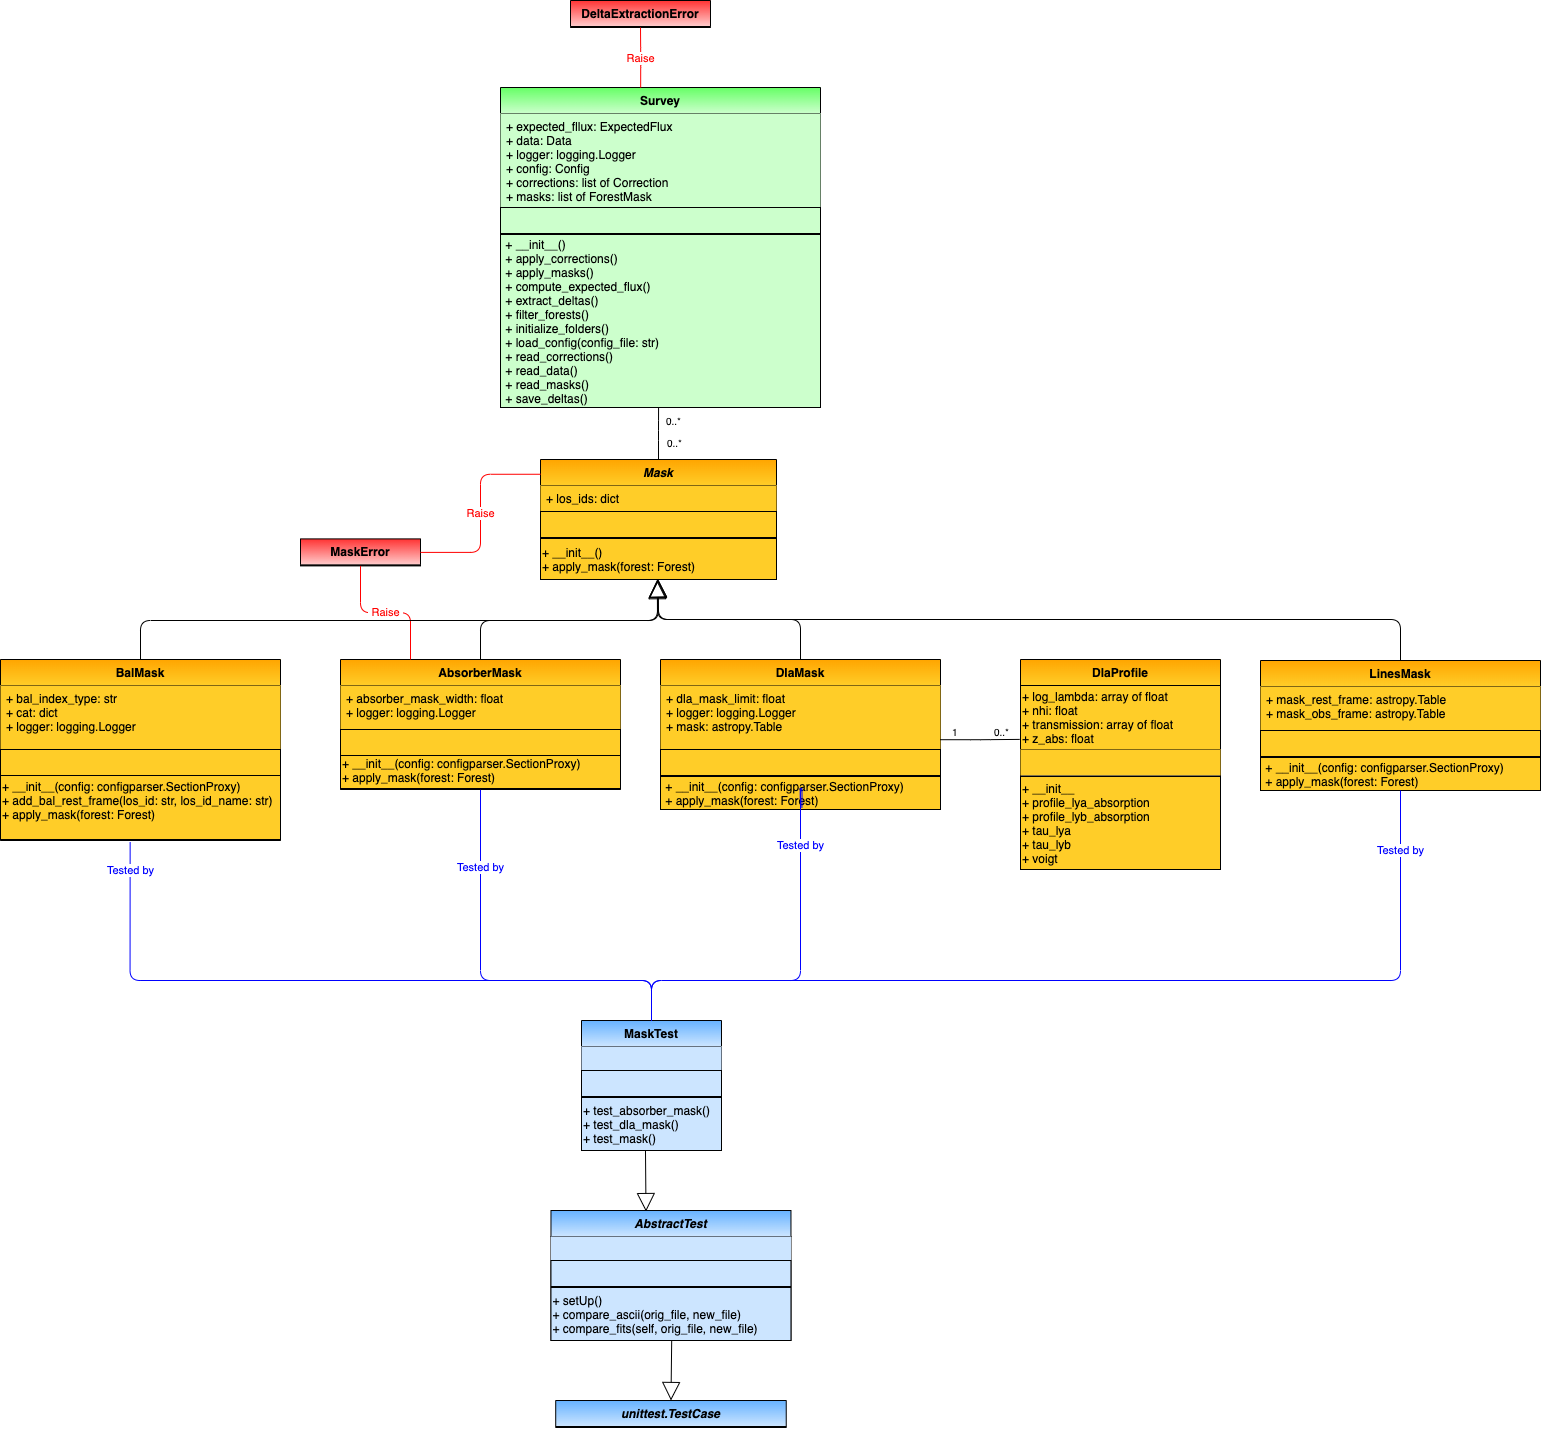 DeltaExtractionError
Raise
Survey
+ expected_fllux: ExpectedFlux
+ data: Data
+ logger: logging.Logger
+ config: Config
+ corrections: list of Correction
+ masks: list of ForestMask
+ __init__()
+ apply_corrections()
+ apply_masks()
+ compute_expected_flux()
+ extract_deltas()
+ filter_forests()
+ initialize_folders()
+ load_config(config_file: str)
+ read_corrections()
+ read_data()
+ read_masks()
+ save_deltas()
0..*
0..*
Mask
+ los_ids: dict
+ __init__()
+ apply_mask(forest: Forest)
Raise
MaskError
Raise
BalMask
+ bal_index_type: str
+ cat: dict
+ logger: logging.Logger
+ __init__(config: configparser.SectionProxy)
+ add_bal_rest_frame(los_id: str, los_id_name: str)
+ apply_mask(forest: Forest)
AbsorberMask
+ absorber_mask_width: float
+ logger: logging.Logger
+ __init__(config: configparser.SectionProxy)
+ apply_mask(forest: Forest)
DlaMask
+ dla_mask_limit: float
+ logger: logging.Logger
+ mask: astropy.Table
+ __init__(config: configparser.SectionProxy)
+ apply_mask(forest: Forest)
1
0..*
DlaProfile
+ log_lambda: array of float
+ nhi: float
+ transmission: array of float
+ z_abs: float
+ __init__
+ profile_lya_absorption
+ profile_lyb_absorption
+ tau_lya
+ tau_lyb
+ voigt
LinesMask
+ mask_rest_frame: astropy.Table
+ mask_obs_frame: astropy.Table
+ __init__(config: configparser.SectionProxy)
+ apply_mask(forest: Forest)
Tested by
Tested by
Tested by
Tested by
MaskTest
+ test_absorber_mask()
+ test_dla_mask()
+ test_mask()
AbstractTest
+ setUp()
+ compare_ascii(orig_file, new_file)
+ compare_fits(self, orig_file, new_file)
unittest.TestCase